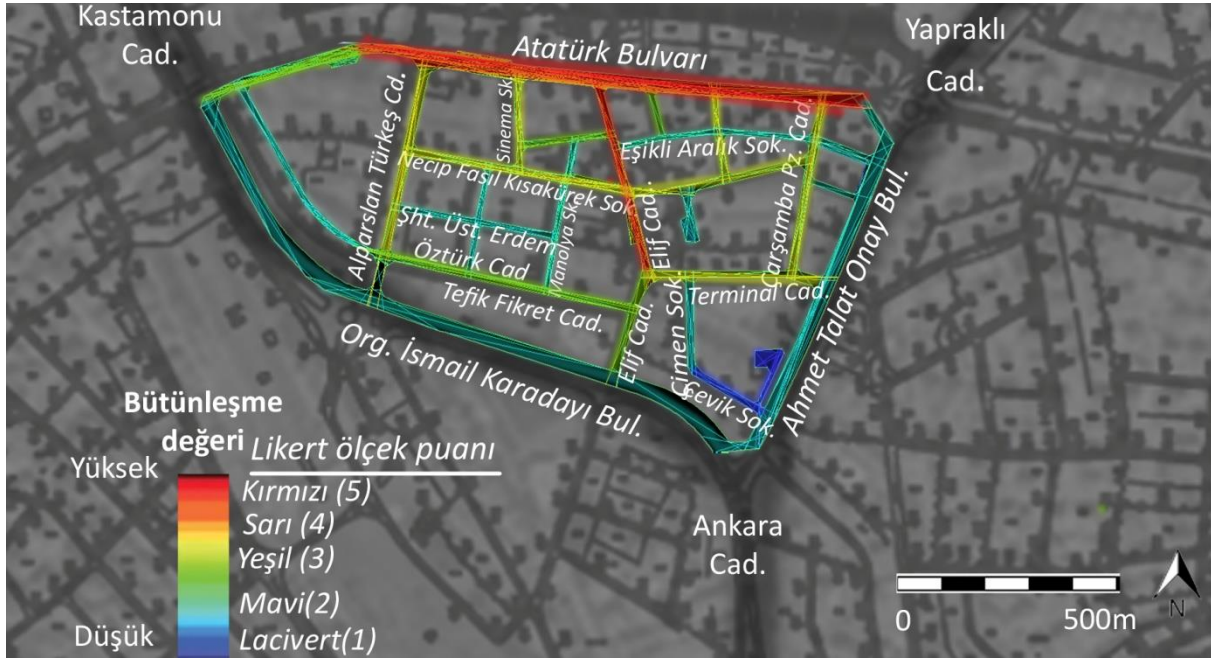 Kastamonu
Cad.
Yapraklı
Cad.
Atatürk Bulvarı
Alparslan Türkeş Cd.
Sinema Sk.
Eşikli Aralık Sok.
Necip Fasıl Kısakürek Sok.
Çarşamba Pz. Cad.
Şht. Üst. Erdem
Öztürk Cad
Manolya Sk.
Elif Cad.
Terminal Cad.
Tefik Fikret Cad.
Elif Cad.
Çimen Sok.
Çevik Sok.
Ahmet Talat Onay Bul.
Org. İsmail Karadayı Bul.
Ankara
Cad.
Bütünleşme
değeri
Likert ölçek puanı
Yüksek
Kırmızı (5)
Sarı (4)
Yeşil (3)
Mavi(2)
Düşük
Lacivert(1)
0
500m
N